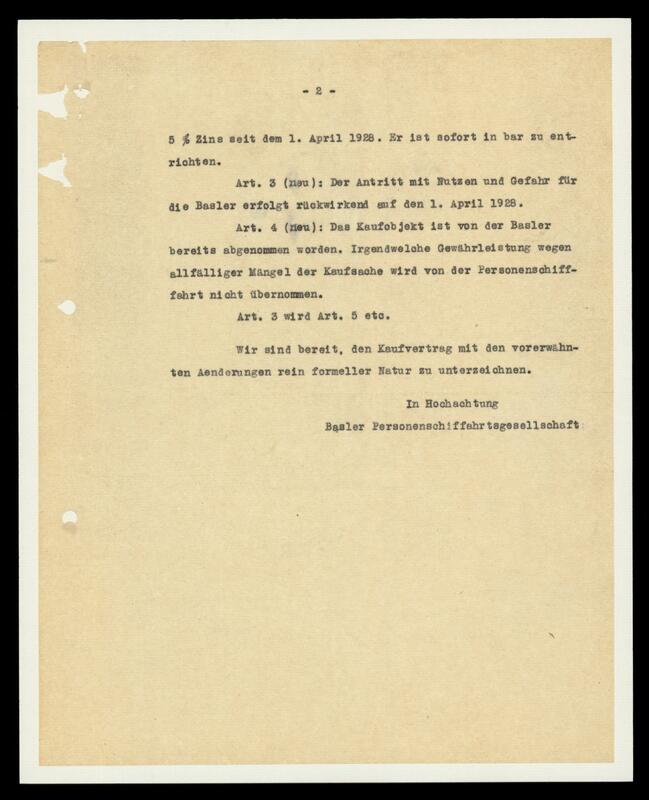 - 2 -
5 % Zins seit dem 1. April 1928. Er ist sofort in bar zu ent-
richten.
Art. 3 (neu): Der Antritt mit Nutzen und Gefahr für
die Basler erfolgt rückwirkend auf den 1. April 1928.
Art. 4 (neu): Das Kaufobjekt ist von der Basler
bereits abgenommen worden. Irgendwelche Gewährleistung wegen
allfälliger Mängel der Kaufsache wird von der Personenschiff-
fahrt nicht übernommen.
Art. 3 wird Art. 5 etc.
Wir sind bereit, den Kaufvertrag mit den vorerwähn-
ten Aenderungen rein formeller Natur zu unterzeichnen.
In Hochachtung
Basler Personenschiffahrtsgesellschaft